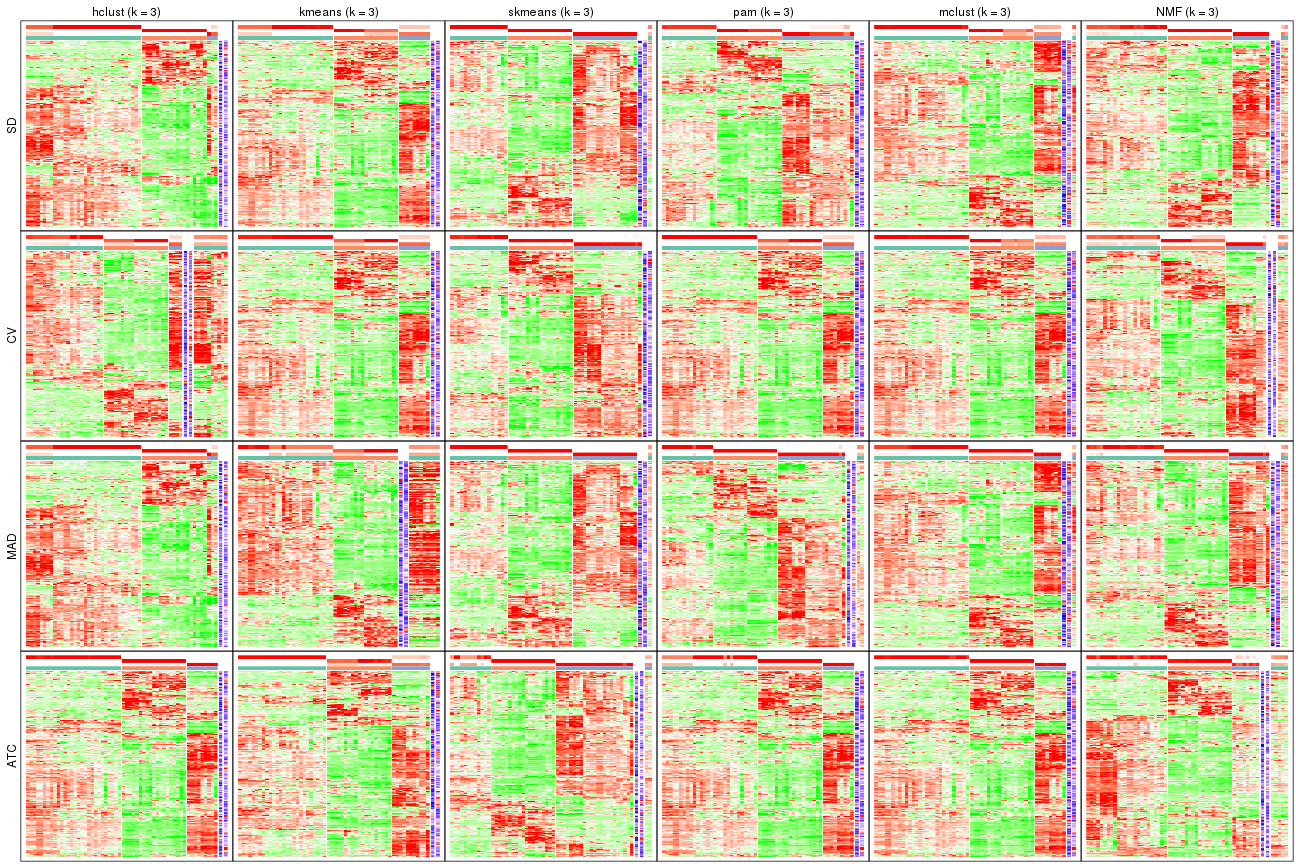 hclust (k = 3)
kmeans (k = 3)
skmeans (k = 3)
pam (k = 3)
mclust (k = 3)
NMF (k = 3)
SD
CV
MAD
ATC